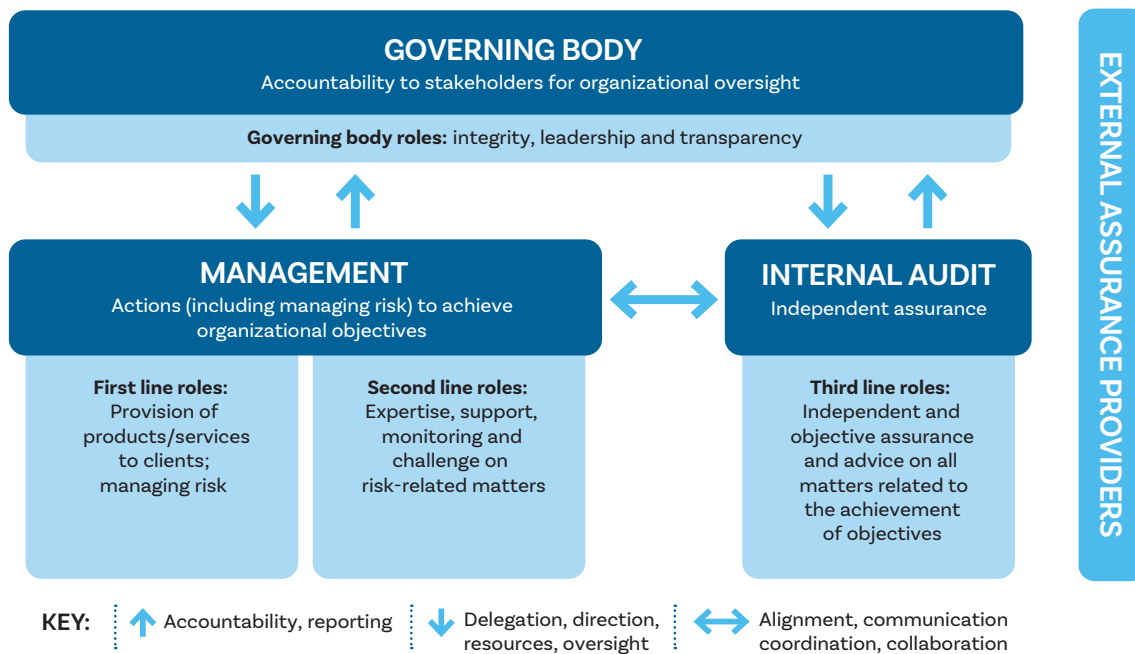 GOVERNING BODY
Accountability to stakeholders for organizational oversight
Governing body roles: integrity, leadership and transparency
MANAGEMENT
Actions (including managing risk) to achieve
organizational objectives
First line roles:
Provision of
products/services
to clients;
managing risk
Second line roles:
Expertise, support,
monitoring and
challenge on
risk-related matters
INTERNAL AUDIT
Independent assurance
Third line roles:
Independent and
objective assurance
and advice on all
matters related to
the achievement
of objectives
EXTERNAL ASSURANCE PROVIDERS
KEY:
Accountability, reporting
Delegation, direction,
resources, oversight
Alignment, communication
coordination, collaboration